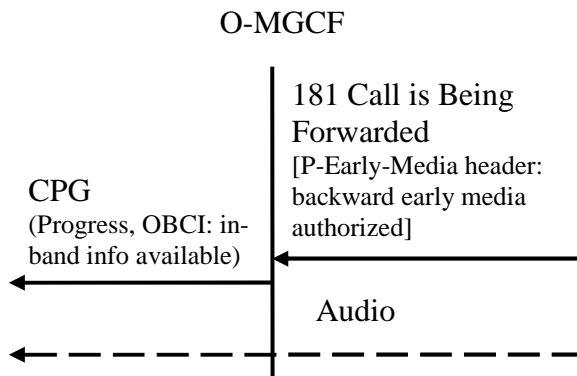 O-MGCF
181 Call is Being
Forwarded
[P-Early-Media header:
backward early media
authorized]
CPG
(Progress, OBCI: in-
band info available)
Audio